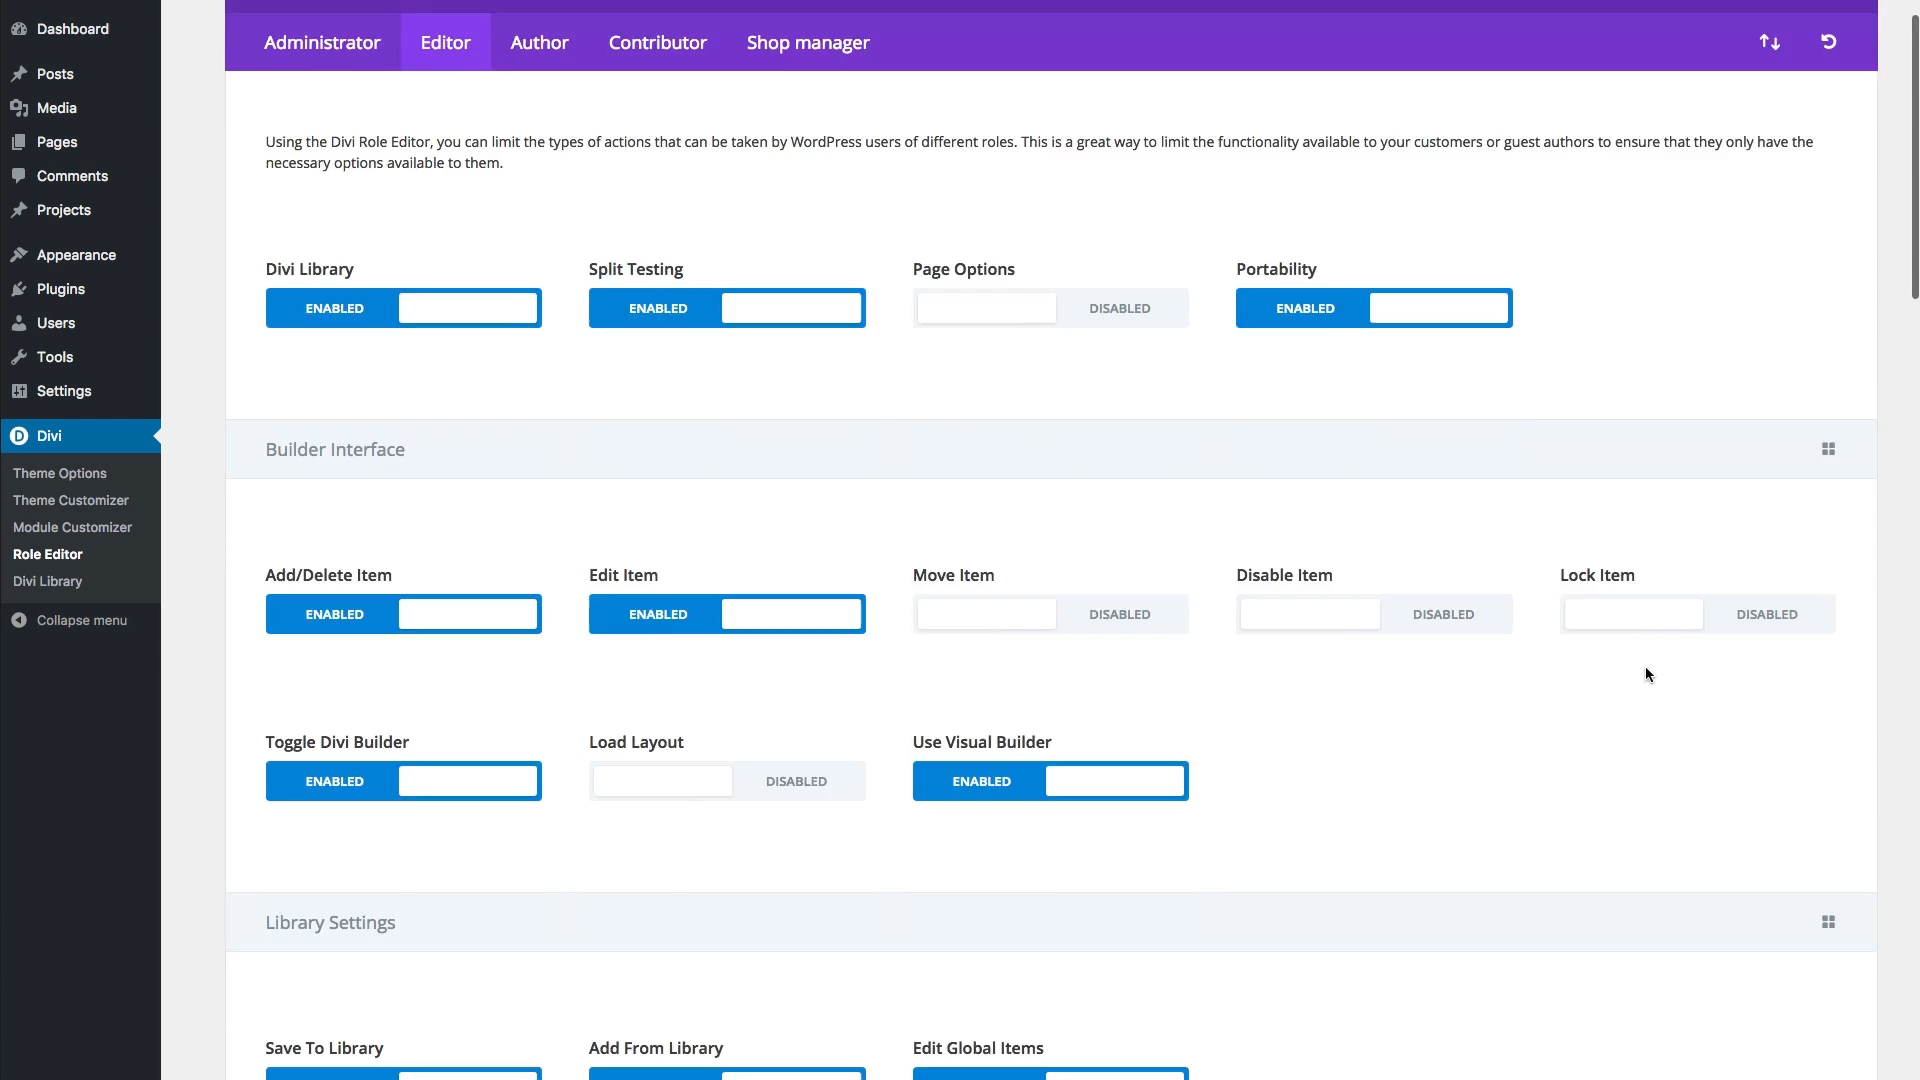 Dashboard
Posts
Media
Pages
Comments
Projects
Appearance
Plugins
Users
Tools
Settings
Divi
Theme Options
Theme Customizer
Module Customizer
Role Editor
Divi Library
Collapse menu
Administrator Editor Author Contributor Shop manager
Using the Divi Role Editor, you can limit the types of actions that can be taken by WordPress users of different roles. This is a great way to limit the functionality available to your customers or guest authors to ensure that they only have the
necessary options available to them.
Divi Library Split Testing Page Options Portability
ENABLED ENABLED DISABLED ENABLED
Builder Interface
Add/Delete Item Edit Item Move Item Disable Item Lock Item
ENABLED ENABLED DISABLED DISABLED DISABLED
Toggle Divi Builder Load Layout Use Visual Builder
ENABLED DISABLED ENABLED
Library Settings
Save To Library Add From Library Edit Global Items